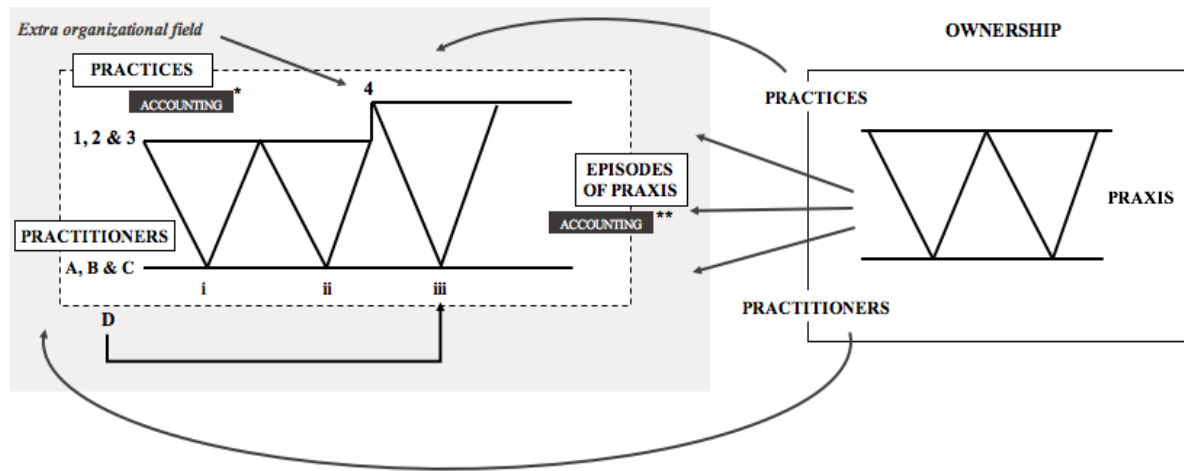 Extra organizational field
OWNERSHIP
PRACTICES
ACCOUNTING *
4
PRACTICES
1, 2 & 3
EPISODES
OF PRAXIS
ACCOUNTING **
PRAXIS
PRACTITIONERS
A, B & C
i ii iii
PRACTITIONERS
D